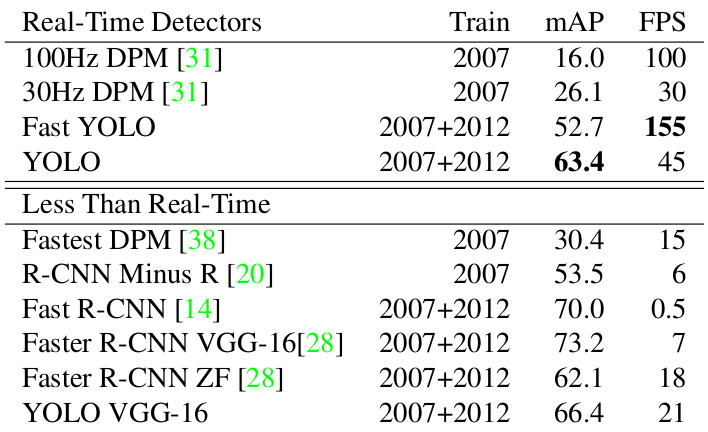 Real-Time Detectors Train mAP FPS
100Hz DPM [31] 2007 16.0 100
30Hz DPM [31] 2007 26.1 30
Fast YOLO 2007+2012 52.7 155
YOLO 2007+2012 63.4 45
Less Than Real-Time
Fastest DPM [38] 2007 30.4 15
R-CNN Minus R [20] 2007 53.5 6
Fast R-CNN [14] 2007+2012 70.0 0.5
Faster R-CNN VGG-16[28] 2007+2012 73.2 7
Faster R-CNN ZF [28] 2007+2012 62.1 18
YOLO VGG-16 2007+2012 66.4 21